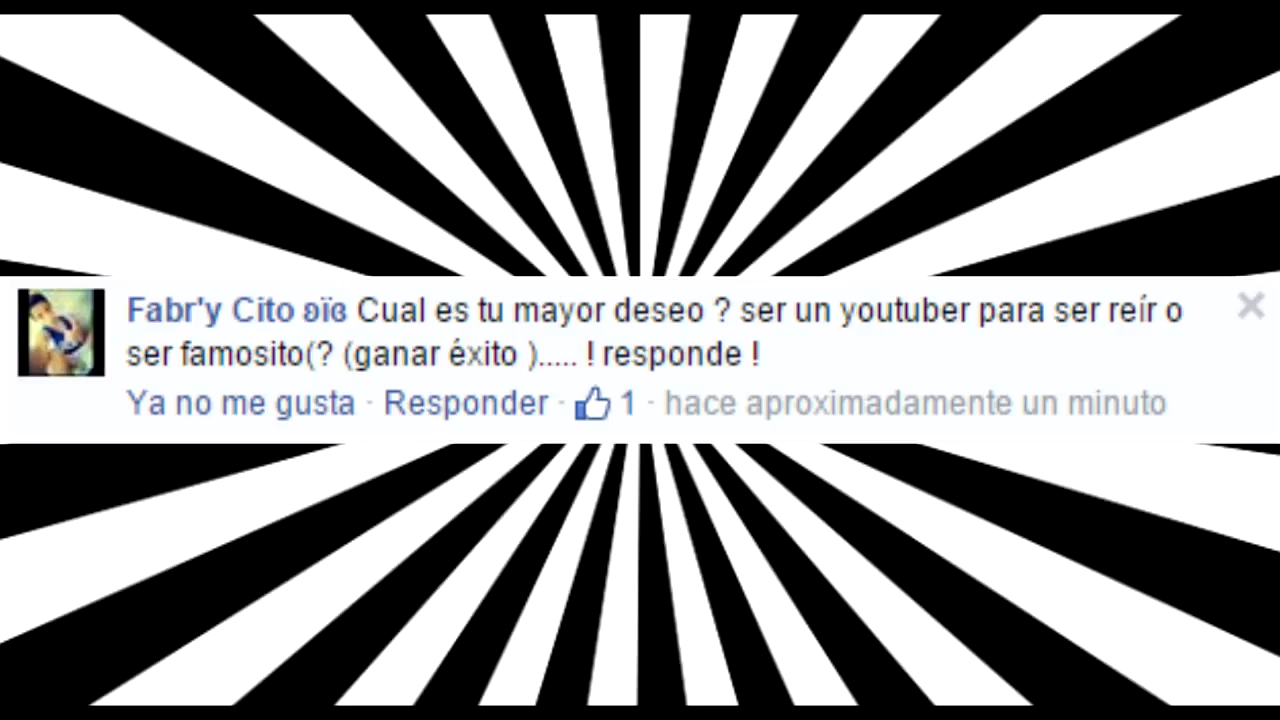 Fabr'y Cito ʚïɞ Cual es tu mayor deseo ? ser un youtuber para ser reír o
ser famosito(? (ganar éxito )..... ! responde !
Ya no me gusta · Responder · 1 · hace aproximadamente un minuto